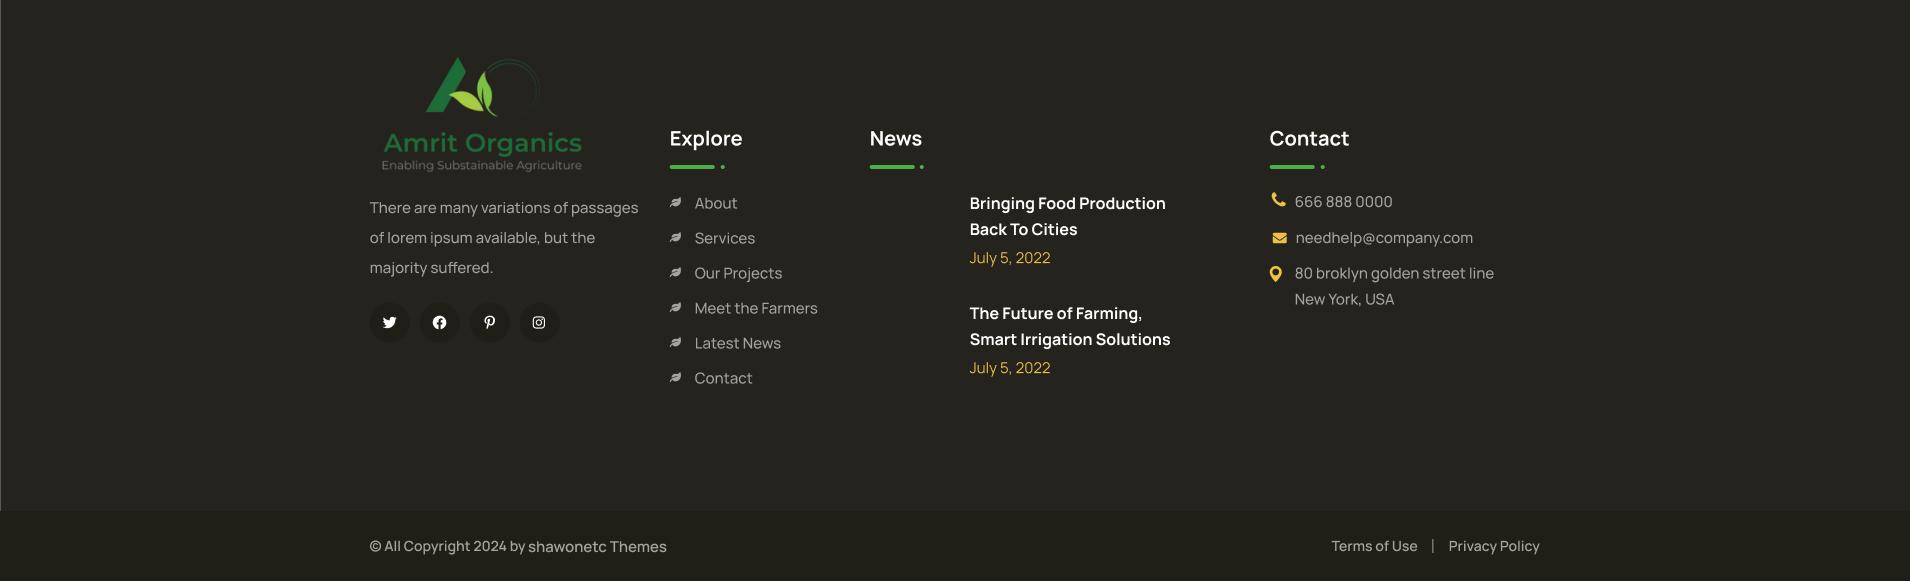 Amrit Organics
Enabling Substainable Agriculture
There are many variations of passages
of lorem ipsum available, but the
majority suffered.
Explore
About
Services
Our Projects
Meet the Farmers
Latest News
Contact
News
Bringing Food Production
Back To Cities
July 5, 2022
The Future of Farming,
Smart Irrigation Solutions
July 5, 2022
Contact
666 888 0000
needhelp@company.com
80 broklyn golden street line
New York, USA
© All Copyright 2024 by shawonetc Themes
Terms of Use | Privacy Policy